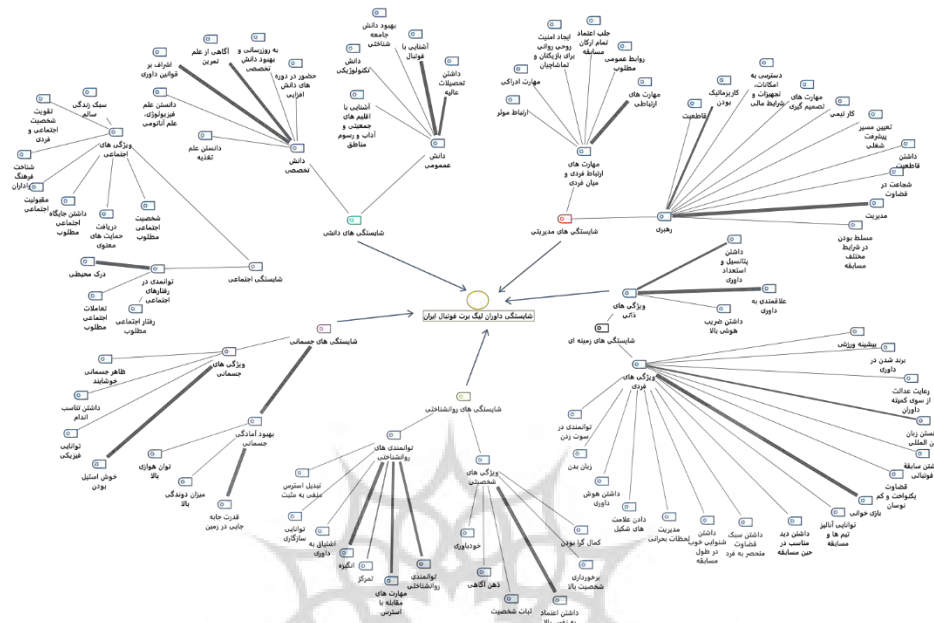 بهبود دانش
جامعه
شناختی
آشنایی با
فوتبال
داشتن
تحصیلات
عالیه
دانش
تکنولوژیکی
آشنایی با
اقلیم های
جمعیتی و
آداب و رسوم
مناطق
دانش
عممومی
به روزرسانی و
بهبود دانش
تخصصی
آگاهی از علم
تمرین
اشراف بر
قوانین داوری
حضور در دوره
های دانش
افزایی
دانستن علم
فیزیولوژی،
علم آناتومی
دانستن علم
تغذیه
دانش
تخصصی
شایستگی های دانشی
جلب اعتماد
تمام ارکان
مسابقه
ایجاد امنیت
روحی روانی
برای بازیکنان و
تماشاچیان
روابط عمومی
مطلوب
مهارت ادراکی
مهارت های
ارتباطی
ارتباط موثر
مهارت های
ارتباط فردی و
میان فردی
شایستگی های مدیریتی
دسترسی به
امکانات،
تجهیزات و
شرایط مالی
کاریزماتیک
بودن
قاطعیت
مهارت های
تصمیم گیری
کار تیمی
تعیین مسیر
پیشرفت
شغلی
داشتن
قاطعیت
شجاعت در
قضاوت
مدیریت
مسلط بودن
در شرایط
مختلف
مسابقه
رهبری
سبک زندگی
سالم
تقویت
شخصیت
اجتماعی و
فردی
ویژگی های
اجتماعی
شناخت
فرهنگ
مقبولیت
اجتماعی
داشتن جایگاه
اجتماعی
مطلوب
دریافت
حمایت های
معنوی
شخصیت
اجتماعی
مطلوب
درک محیطی
توانمندی در
رفتارهای
اجتماعی
شایستگی اجتماعی
تعاملات
مطلوب
رفتار اجتماعی
مطلوب
شایستگی داوران لیگ برت فوتبال ایران
داشتن
پتانسیل و
استعداد
داوری
علاقمندی به
داوری
ویژگی های
ذاتی
داشتن ضریب
هوشی بالا
شایستگی های زمینه ای
شایستگی های جسمانی
ویژگی های
جسمانی
ظاهر جسمانی
خوشایند
داشتن تناسب
اندام
توانایی
فیزیکی
خوش استیل
بودن
بهبود آمادگی
جسمانی
توان هوازی
بالا
میزان دوندگی
بالا
قدرت جابه
جایی در زمین
شایستگی های روانشناختی
توانمندی های
روانشناختی
تبدیل استرس
منفی به مثبت
توانایی
سازگاری
اشتیاق به
داوری
انگیزه
تمرکز
مهارت های
مقابله با
استرس
توانمندی
روانشناختی
ویژگی های
شخصیتی
خودباوری
ذهن آگاهی
ثبات شخصیت
کمال گرا بودن
برخورداری
شخصیت بالا
داشتن اعتماد
ویژگی های
فردی
پیشینه ورزشی
برند شدن در
داوری
رعایت عدالت
از سوی کمیته
داوران
قضاوت
یکنواخت و کم
نوسان
بازی خوانی
توانایی آنالیز
تیم ها و
مسابقه
داشتن دید
مناسب در
حین مسابقه
داشتن سبک
قضاوت
منحصر به فرد
داشتن
شنوایی خوب
در طول
مسابقه
مدیریت
لحظات بحرانی
دادن علامت
های شکیل
داشتن هوش
زبان بدن
توانمندی در
سوت زدن